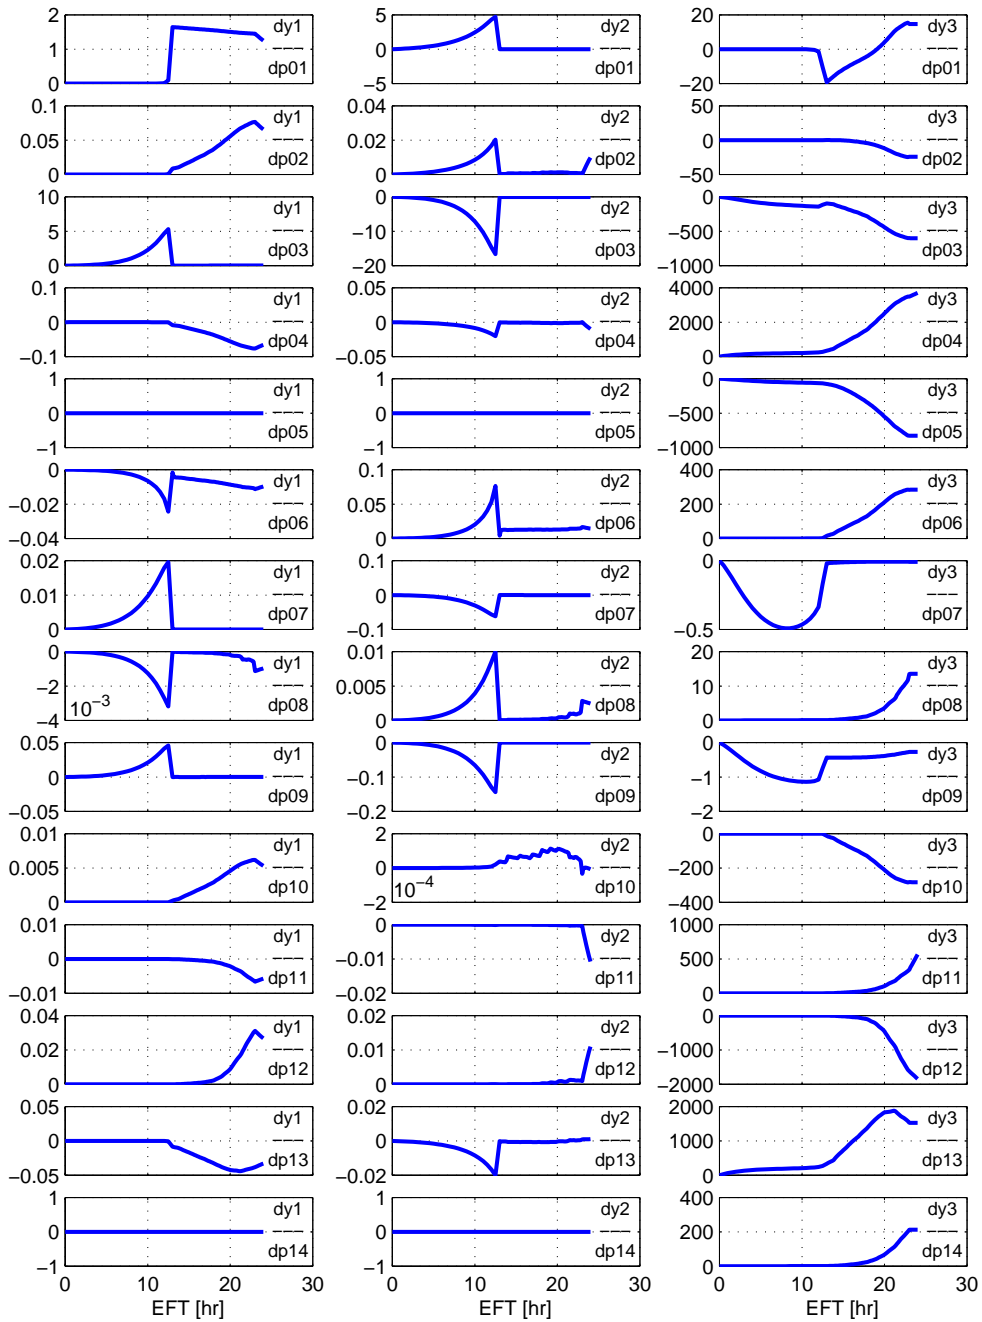 2 dy1 5 dy2 20 dy3
1 −−− 0 −−− 0 −−−
0 dp01 −5 dp01 −20 dp01
0.1 dy1 0.04 dy2 50 dy3
0.05 −−− 0.02 −−− 0 −−−
0 dp02 0 dp02 −50 dp02
10 dy1 0 dy2 0 dy3
5 −−− −10 −−− −500 −−−
0 dp03 −20 dp03 −1000 dp03
0.1 dy1 0.05 dy2 4000 dy3
0 −−− 0 −−− 2000 −−−
−0.1 dp04 −0.05 dp04 0 dp04
1 dy1 1 dy2 0 dy3
0 −−− 0 −−− −500 −−−
−1 dp05 −1 dp05 −1000 dp05
0 dy1 0.1 dy2 400 dy3
−0.02 −−− 0.05 −−− 200 −−−
−0.04 dp06 0 dp06 0 dp06
0.02 dy1 0.1 dy2 0 dy3
0.01 −−− 0 −−− −−−
0 dp07 −0.1 dp07 −0.5 dp07
0 dy1 0.01 dy2 20 dy3
−2 −−− 0.005 −−− 10 −−−
−4 10−3 dp08 0 dp08 0 dp08
0.05 dy1 0 dy2 0 dy3
0 −−− −0.1 −−− −1 −−−
−0.05 dp09 −0.2 dp09 −2 dp09
0.01 dy1 2 dy2 0 dy3
0.005 −−− 0 −−− −200 −−−
0 dp10 −2 10−4 dp10 −400 dp10
0.01 dy1 0 dy2 1000 dy3
0 −−− −0.01 −−− 500 −−−
−0.01 dp11 −0.02 dp11 0 dp11
0.04 dy1 0.02 dy2 0 dy3
0.02 −−− 0.01 −−− −1000 −−−
0 dp12 0 dp12 −2000 dp12
0.05 dy1 0.02 dy2 2000 dy3
0 −−− 0 −−− 1000 −−−
−0.05 dp13 −0.02 dp13 0 dp13
1 dy1 1 dy2 400 dy3
0 −−− 0 −−− 200 −−−
−1 dp14 −1 dp14 0 dp14
0 10 20 30 0 10 20 30 0 10 20 30
EFT [hr] EFT [hr] EFT [hr]